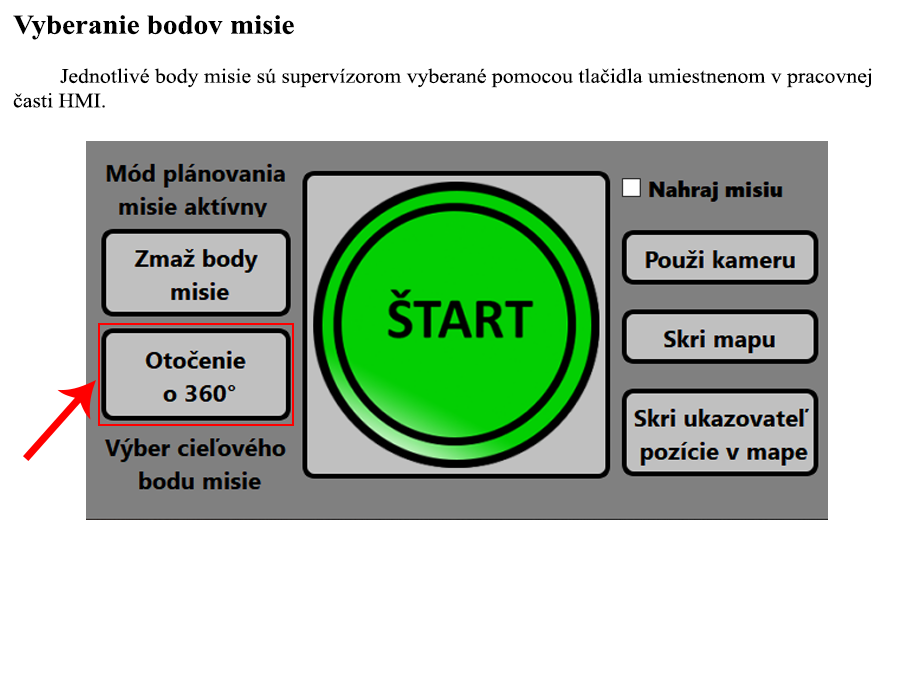 Vyberanie bodov misie
Jednotlivé body misie sú supervízorom vyberané pomocou tlačidla umiestnenom v pracovnej
časti HMI.
Mód plánovania
misie aktívny
Zmaž body
misie
Otočenie
o 360°
Výber cieľového
bodu misie
ŠTART
Nahraj misiu
Použi kameru
Skri mapu
Skri ukazovateľ
pozície v mape